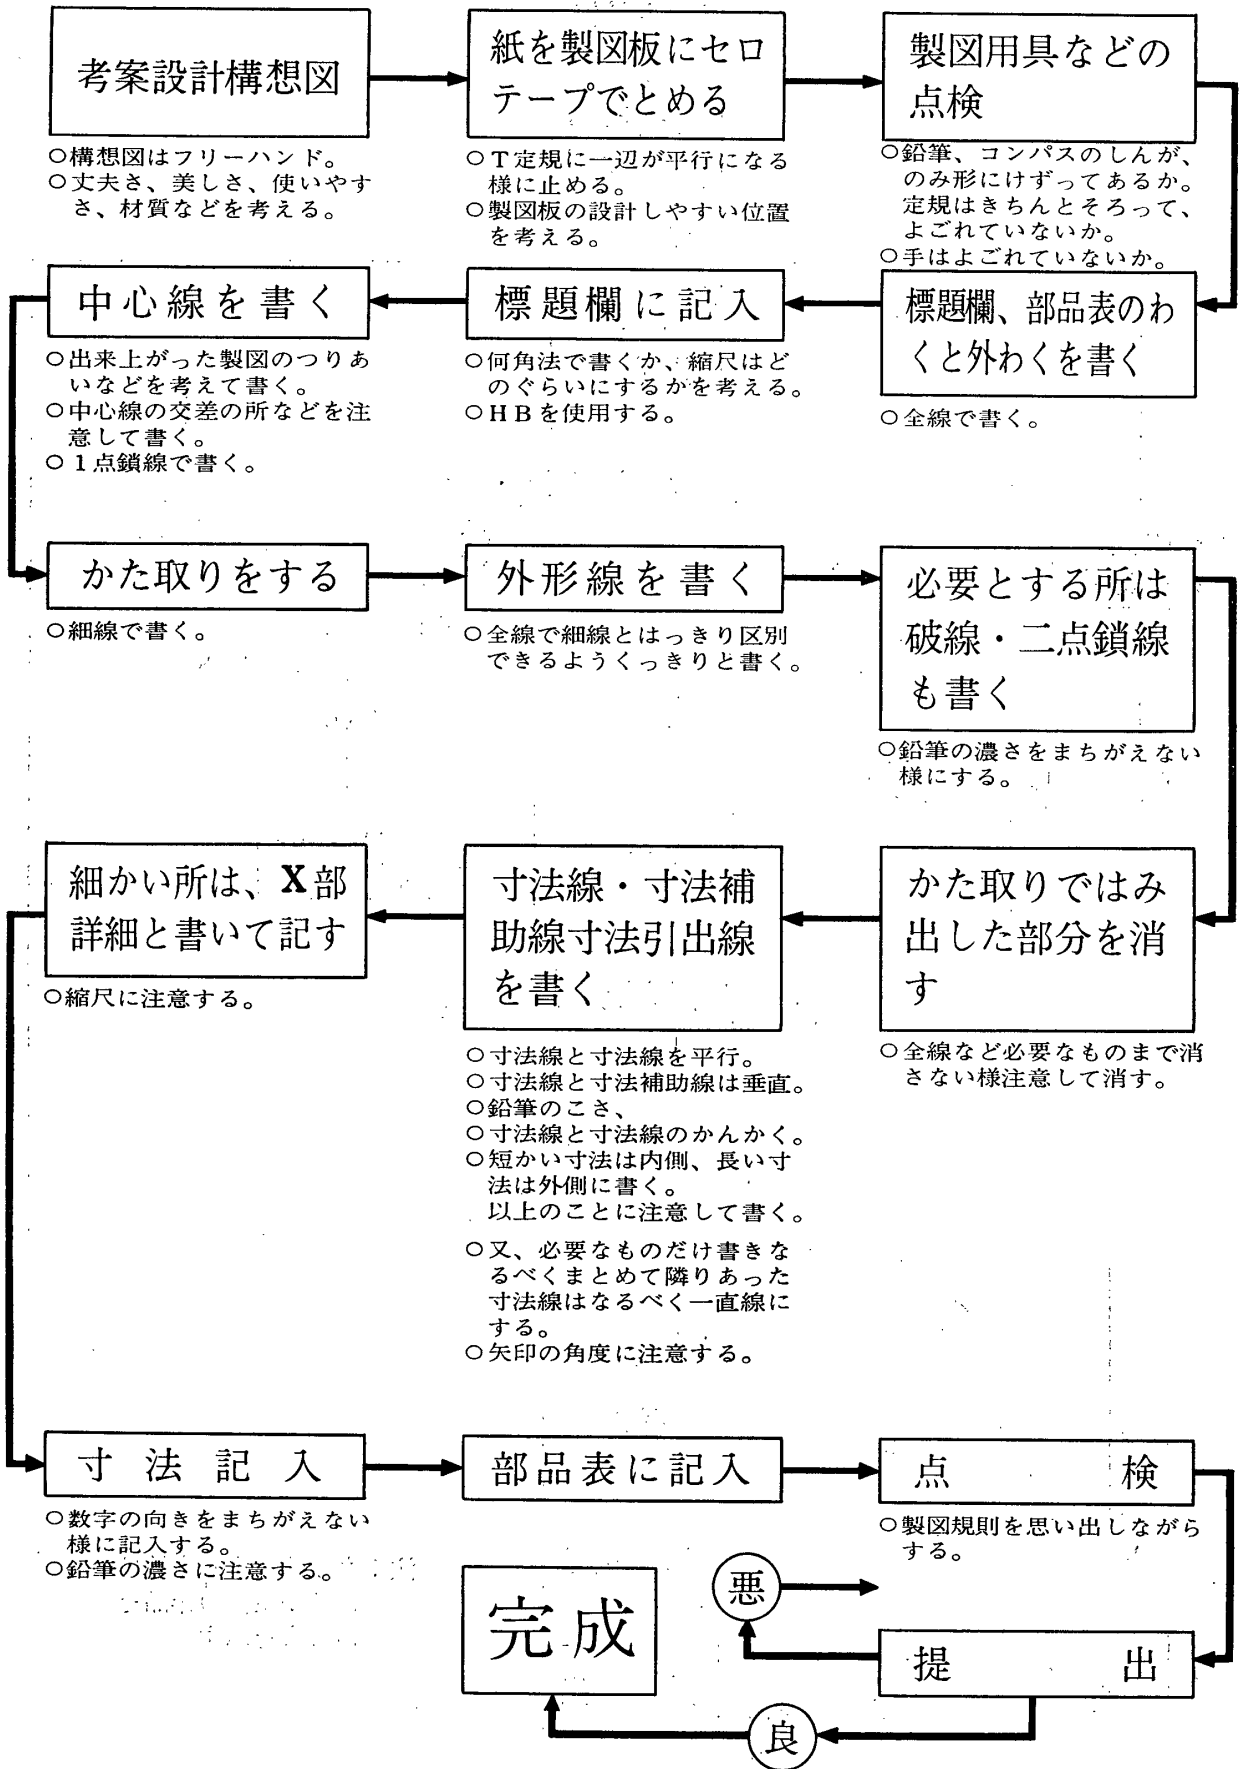 考案設計構想図
○構想図はフリーハンド。
○丈夫さ、美しさ、使いやす
さ、材質などを考える。
紙を製図板にセロ
テープでとめる
○T定規に一辺が平行になる
様に止める。
○製図板の設計しやすい位置
を考える。
製図用具などの
点検
○鉛筆、コンパスのしんが、
のみ形にけずってあるか。
定規はきちんとそろって、
よごれていないか。
○手はよごれていないか。
標題欄、部品表のわ
くと外わくを書く
○全線で書く。
標題欄に記入
○何角法で書くか、縮尺はど
のぐらいにするかを考える。
○HBを使用する。
中心線を書く
○出来上がった製図のつりあ
いなどを考えて書く。
○中心線の交差の所などを注
意して書く。
○1点鎖線で書く。
かた取りをする
○細線で書く。
外形線を書く
○全線で細線とはっきり区別
できるようくっきりと書く。
必要とする所は
破線・二点鎖線
も書く
○鉛筆の濃さをまちがえない
様にする。
かた取りではみ
出した部分を消
す
○全線など必要なものまで消
さない様注意して消す。
寸法線・寸法補
助線寸法引出線
を書く
○寸法線と寸法線を平行。
○寸法線と寸法補助線は垂直。
○鉛筆のこさ、
○寸法線と寸法線のかんかく。
○短かい寸法は内側、長い寸
法は外側に書く。
以上のことに注意して書く。
○又、必要なものだけ書きな
るべくまとめて隣りあった
寸法線はなるべく一直線に
する。
○矢印の角度に注意する。
細かい所は、X部
詳細と書いて記す
○縮尺に注意する。
寸法記入
○数字の向きをまちがえない
様に記入する。
○鉛筆の濃さに注意する。
部品表に記入
点検
○製図規則を思い出しながら
する。
提出
悪
良
完成